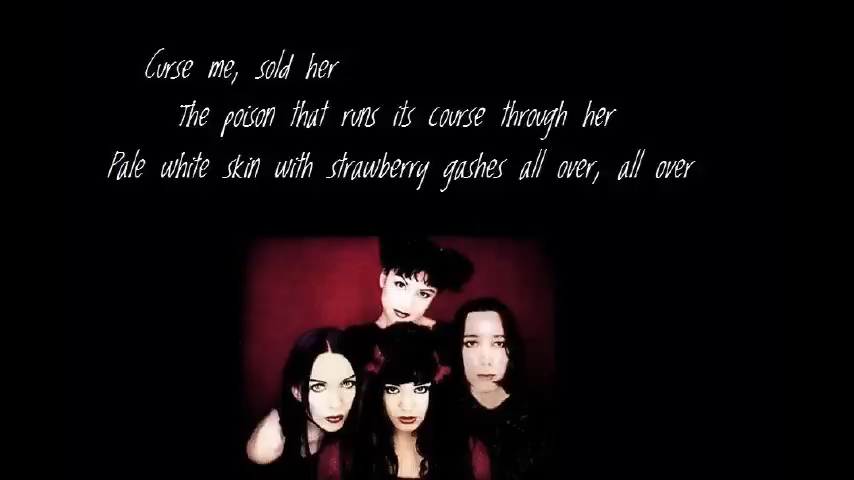 Curse me, sold her
The poison that runs its course through her
Pale white skin with strawberry gashes all over, all over